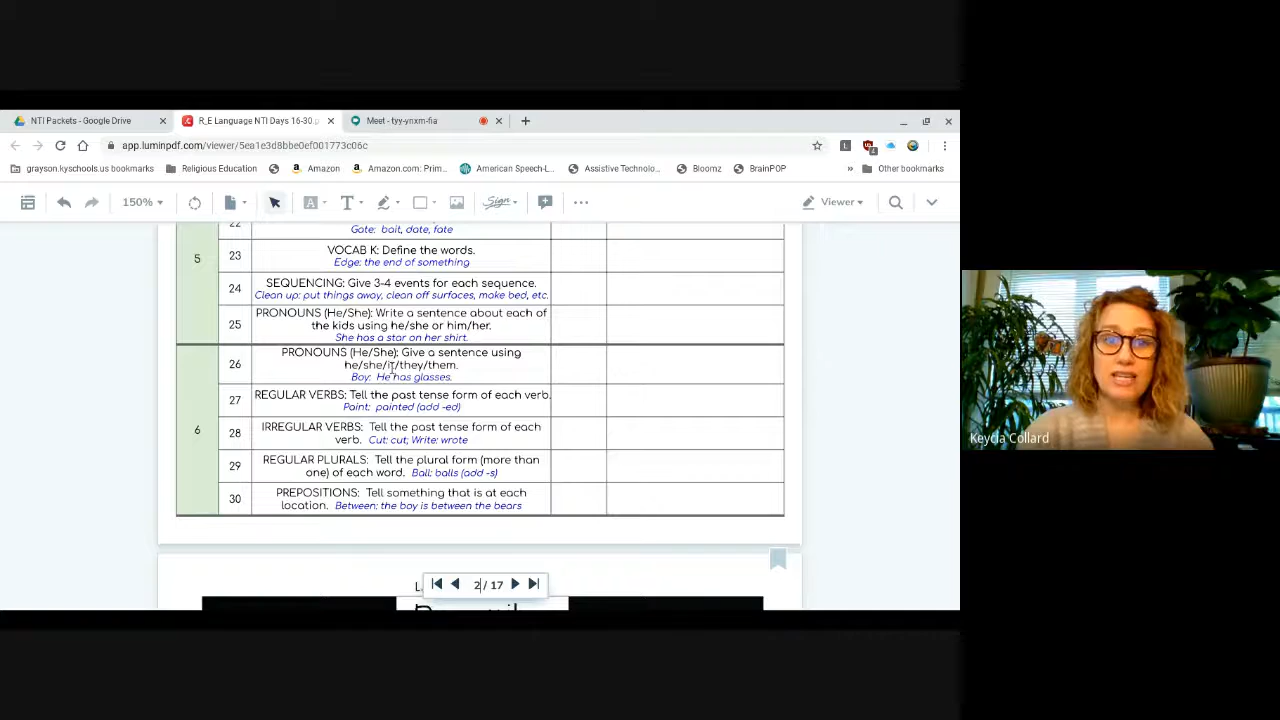 NTI Packets - Google Drive
R_E Language NTI Days 16-30.p
Meet - tyy-ynxm-fia
app.luminpdf.com/viewer/5ea1e3d8bbe0ef001773c06c
grayson.kyschools.us bookmarks
Religious Education
Amazon
Amazon.com: Prim...
American Speech-L...
Assistive Technolo...
Bloomz
BrainPOP
Other bookmarks
150%
Sign
Viewer
22
Gate: bait, date, fate
5
23
VOCAB K: Define the words.
Edge: the end of something
24
SEQUENCING: Give 3-4 events for each sequence.
Clean up: put things away, clean off surfaces, make bed, etc.
25
PRONOUNS (He/She): Write a sentence about each of
the kids using he/she or him/her.
She has a star on her shirt.
6
26
PRONOUNS (He/She): Give a sentence using
he/she/it/they/them.
Boy: He has glasses.
27
REGULAR VERBS: Tell the past tense form of each verb.
Paint: painted (add -ed)
28
IRREGULAR VERBS: Tell the past tense form of each
verb. Cut: cut; Write: wrote
29
REGULAR PLURALS: Tell the plural form (more than
one) of each word. Ball: balls (add -s)
30
PREPOSITIONS: Tell something that is at each
location. Between: the boy is between the bears
2 / 17
Keycia Collard